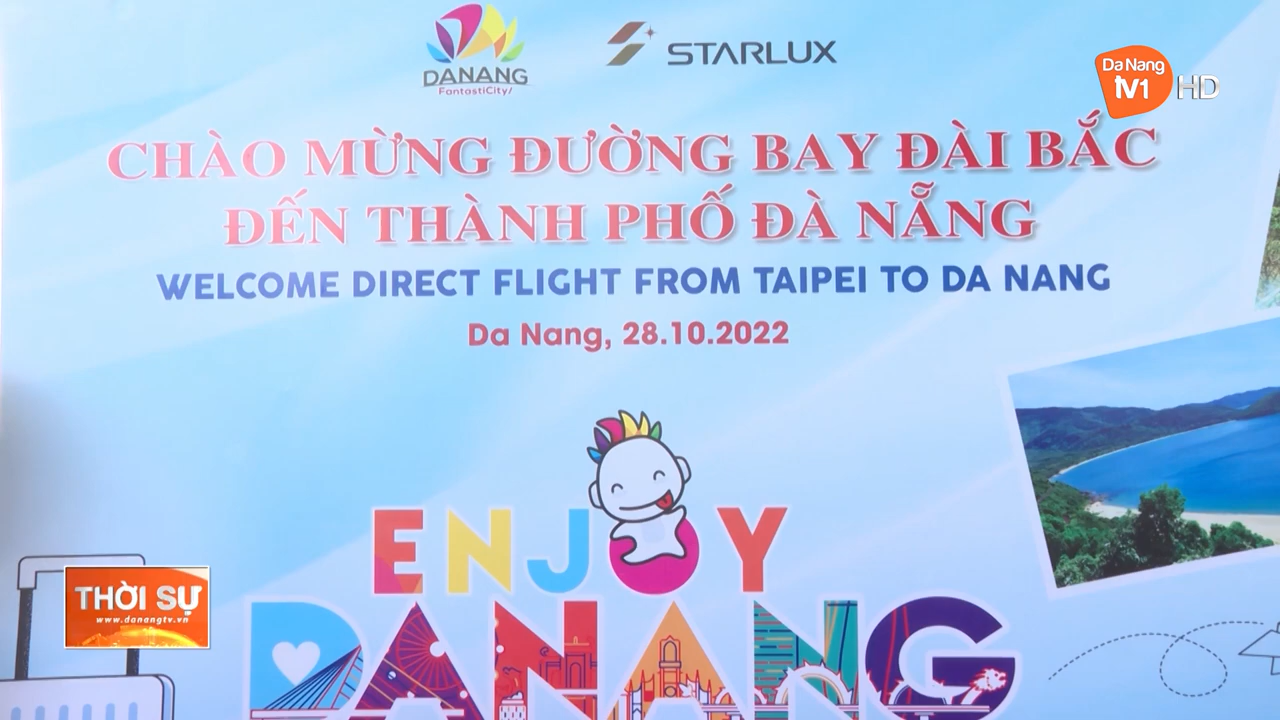 DANANG
FantastiCity!
STARLUX
Da Nang
TV1 HD
CHÀO MỪNG ĐƯỜNG BAY ĐÀI BẮC
ĐẾN THÀNH PHỐ ĐÀ NẴNG
WELCOME DIRECT FLIGHT FROM TAIPEI TO DA NANG
Da Nang, 28.10.2022
ENJOY
DANANG
THỜI SỰ
www.danangtv.vn